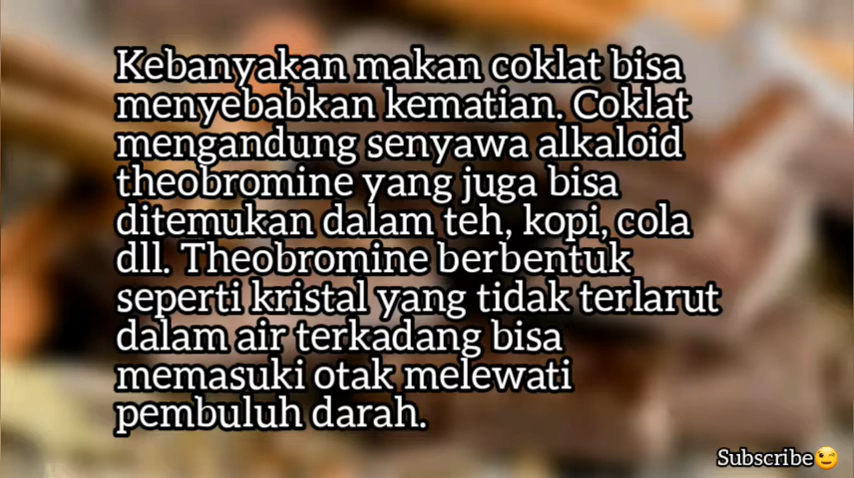 Kebanyakan makan coklat bisa
menyebabkan kematian. Coklat
mengandung senyawa alkaloid
theobromine yang juga bisa
ditemukan dalam teh, kopi, cola
dll. Theobromine berbentuk
seperti kristal yang tidak terlarut
dalam air terkadang bisa
memasuki otak melewati
pembuluh darah.
Subscribe😉